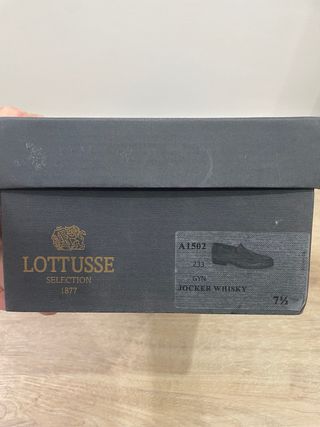 LOTTUSSE
SELECTION
1877
A1502
233
GYN
JOCKER WHISKY
7½